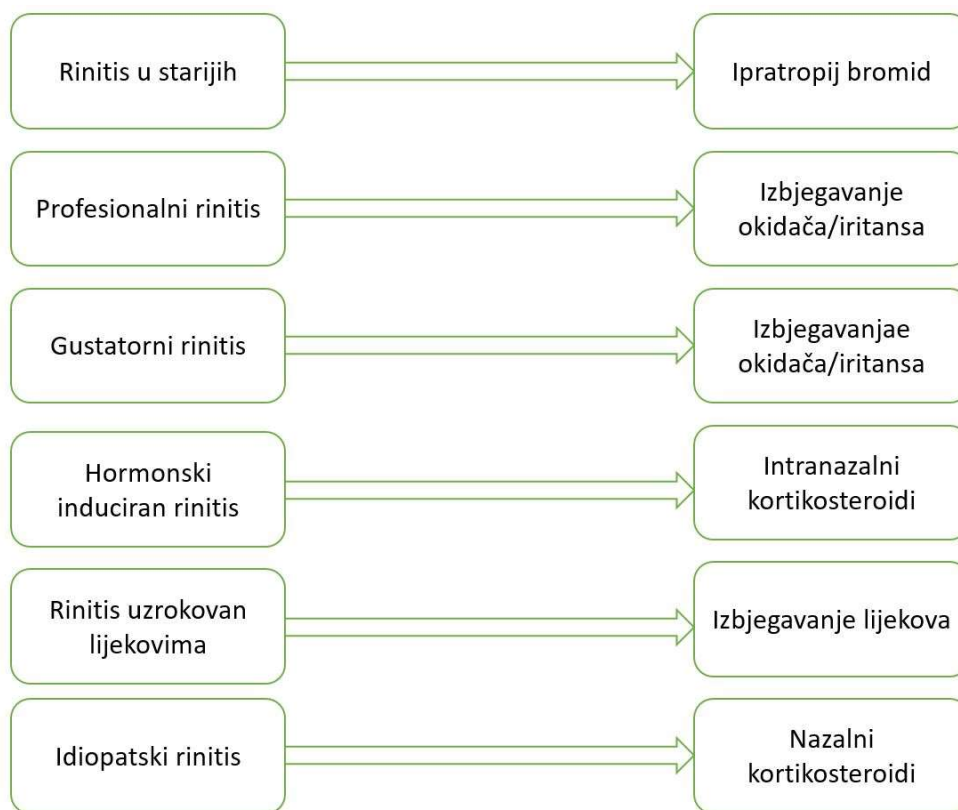 Rinitis u starijih
Ipratropij bromid
Profesionalni rinitis
Izbjegavanje
okidača/iritansa
Gustatorni rinitis
Izbjegavanjae
okidača/iritansa
Hormonski
induciran rinitis
Intranazalni
kortikosteroidi
Rinitis uzrokovan
lijekovima
Izbjegavanje lijekova
Idiopatski rinitis
Nazalni
kortikosteroidi